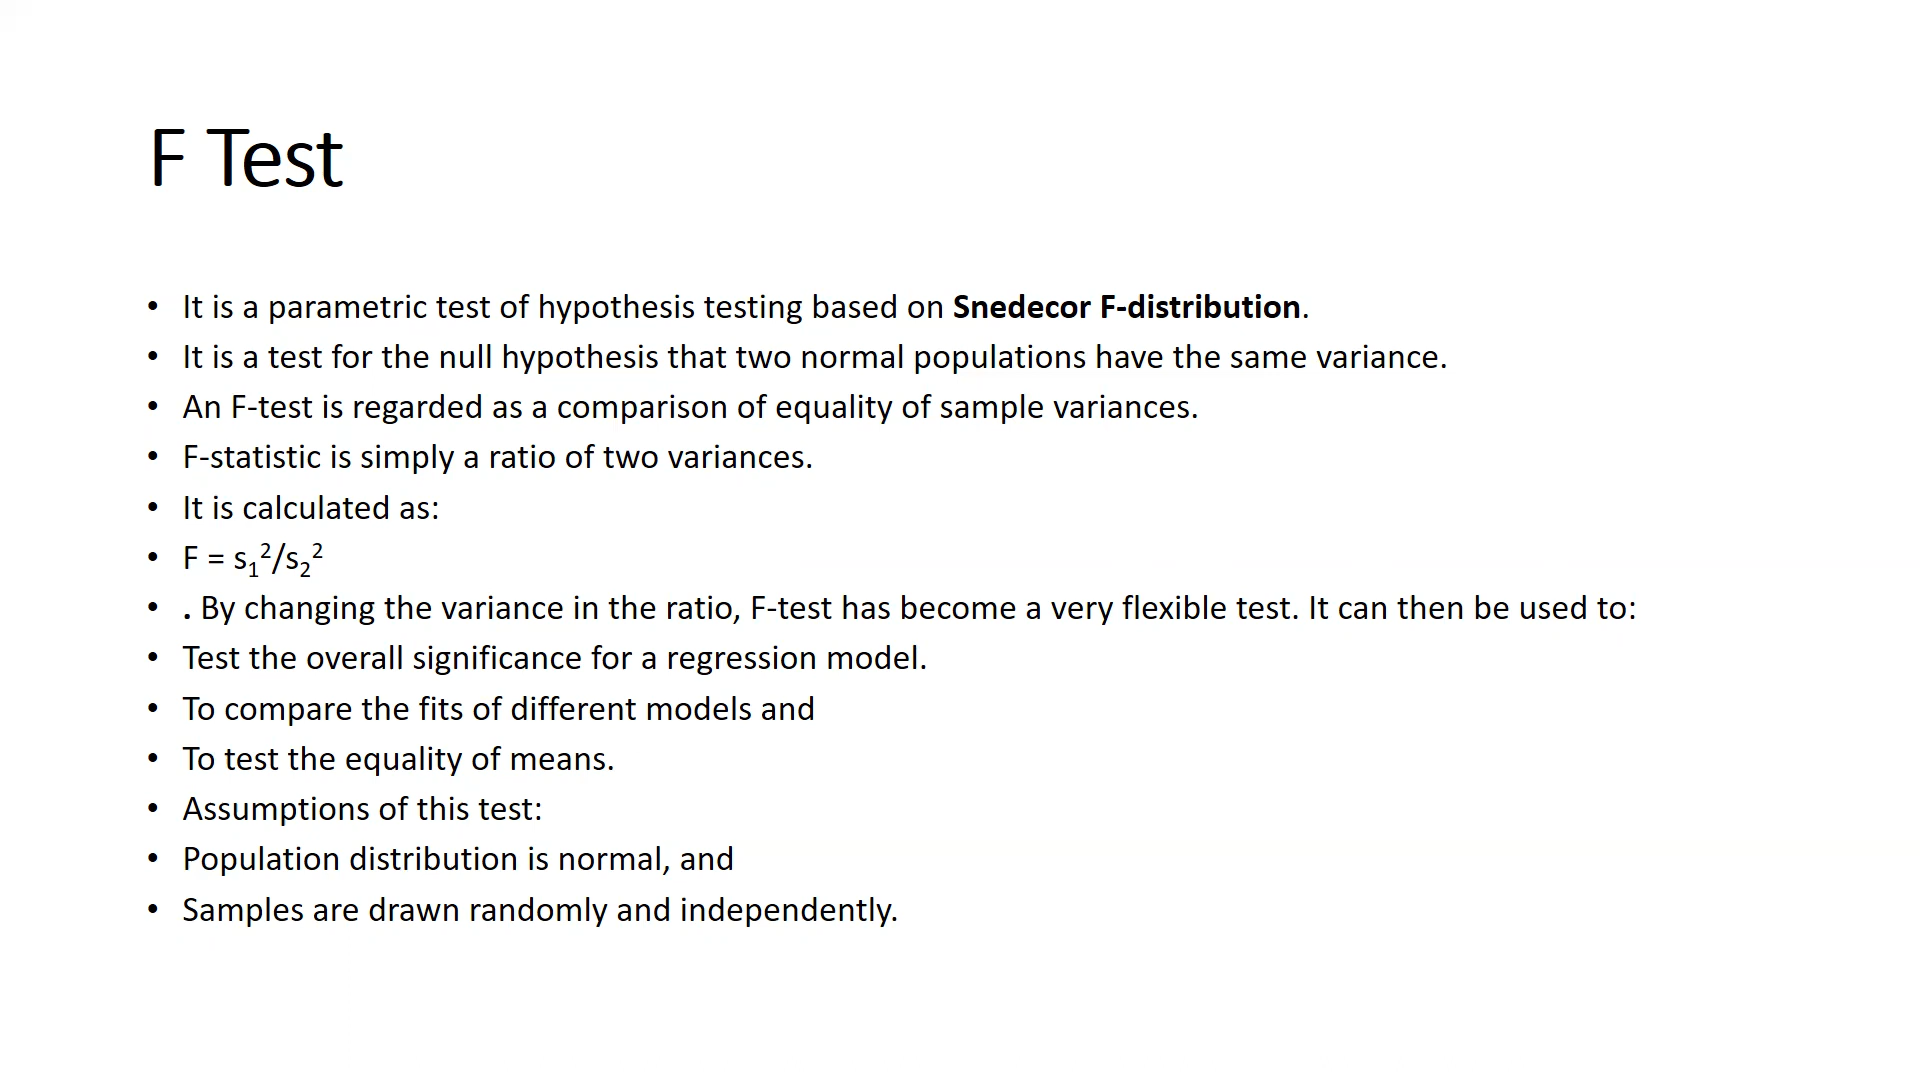 F Test
• It is a parametric test of hypothesis testing based on Snedecor F-distribution.
• It is a test for the null hypothesis that two normal populations have the same variance.
• An F-test is regarded as a comparison of equality of sample variances.
• F-statistic is simply a ratio of two variances.
• It is calculated as:
• F = s₁²/s₂²
• . By changing the variance in the ratio, F-test has become a very flexible test. It can then be used to:
• Test the overall significance for a regression model.
• To compare the fits of different models and
• To test the equality of means.
• Assumptions of this test:
• Population distribution is normal, and
• Samples are drawn randomly and independently.